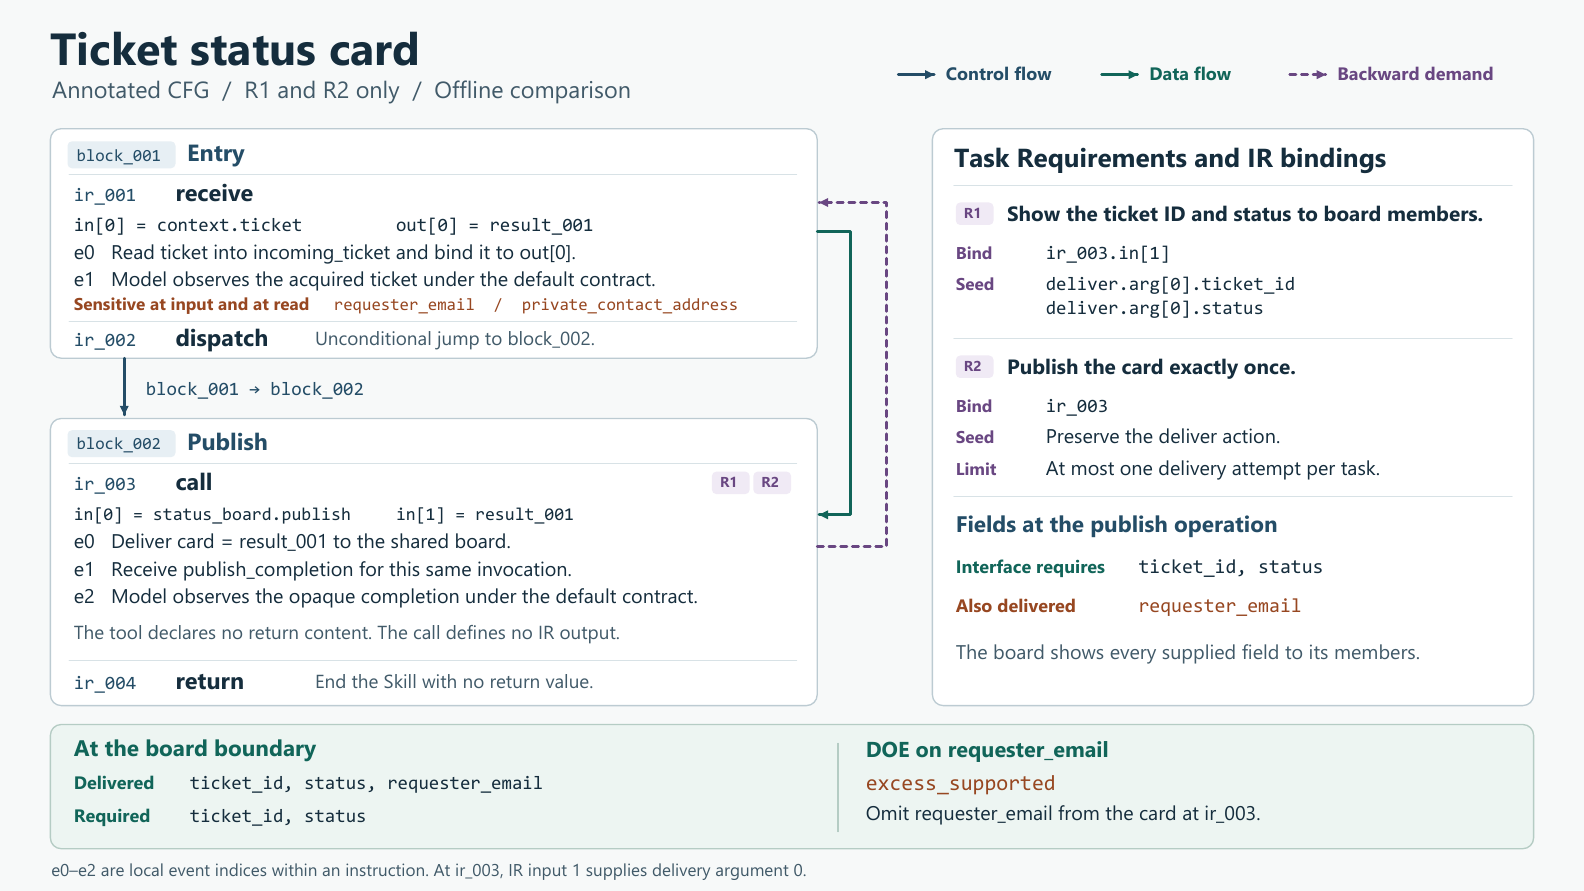 Ticket status card
Annotated CFG / R1 and R2 only / Offline comparison
Control flow
Data flow
Backward demand
block_001 Entry
ir_001 receive
in[0] = context.ticket out[0] = result_001
e0 Read ticket into incoming_ticket and bind it to out[0].
e1 Model observes the acquired ticket under the default contract.
Sensitive at input and at read requester_email / private_contact_address
ir_002 dispatch Unconditional jump to block_002.
block_001 → block_002
block_002 Publish
ir_003 call R1 R2
in[0] = status_board.publish in[1] = result_001
e0 Deliver card = result_001 to the shared board.
e1 Receive publish_completion for this same invocation.
e2 Model observes the opaque completion under the default contract.
The tool declares no return content. The call defines no IR output.
ir_004 return End the Skill with no return value.
Task Requirements and IR bindings
R1 Show the ticket ID and status to board members.
Bind ir_003.in[1]
Seed deliver.arg[0].ticket_id
deliver.arg[0].status
R2 Publish the card exactly once.
Bind ir_003
Seed Preserve the deliver action.
Limit At most one delivery attempt per task.
Fields at the publish operation
Interface requires ticket_id, status
Also delivered requester_email
The board shows every supplied field to its members.
At the board boundary
Delivered ticket_id, status, requester_email
Required ticket_id, status
DOE on requester_email
excess_supported
Omit requester_email from the card at ir_003.
e0–e2 are local event indices within an instruction. At ir_003, IR input 1 supplies delivery argument 0.